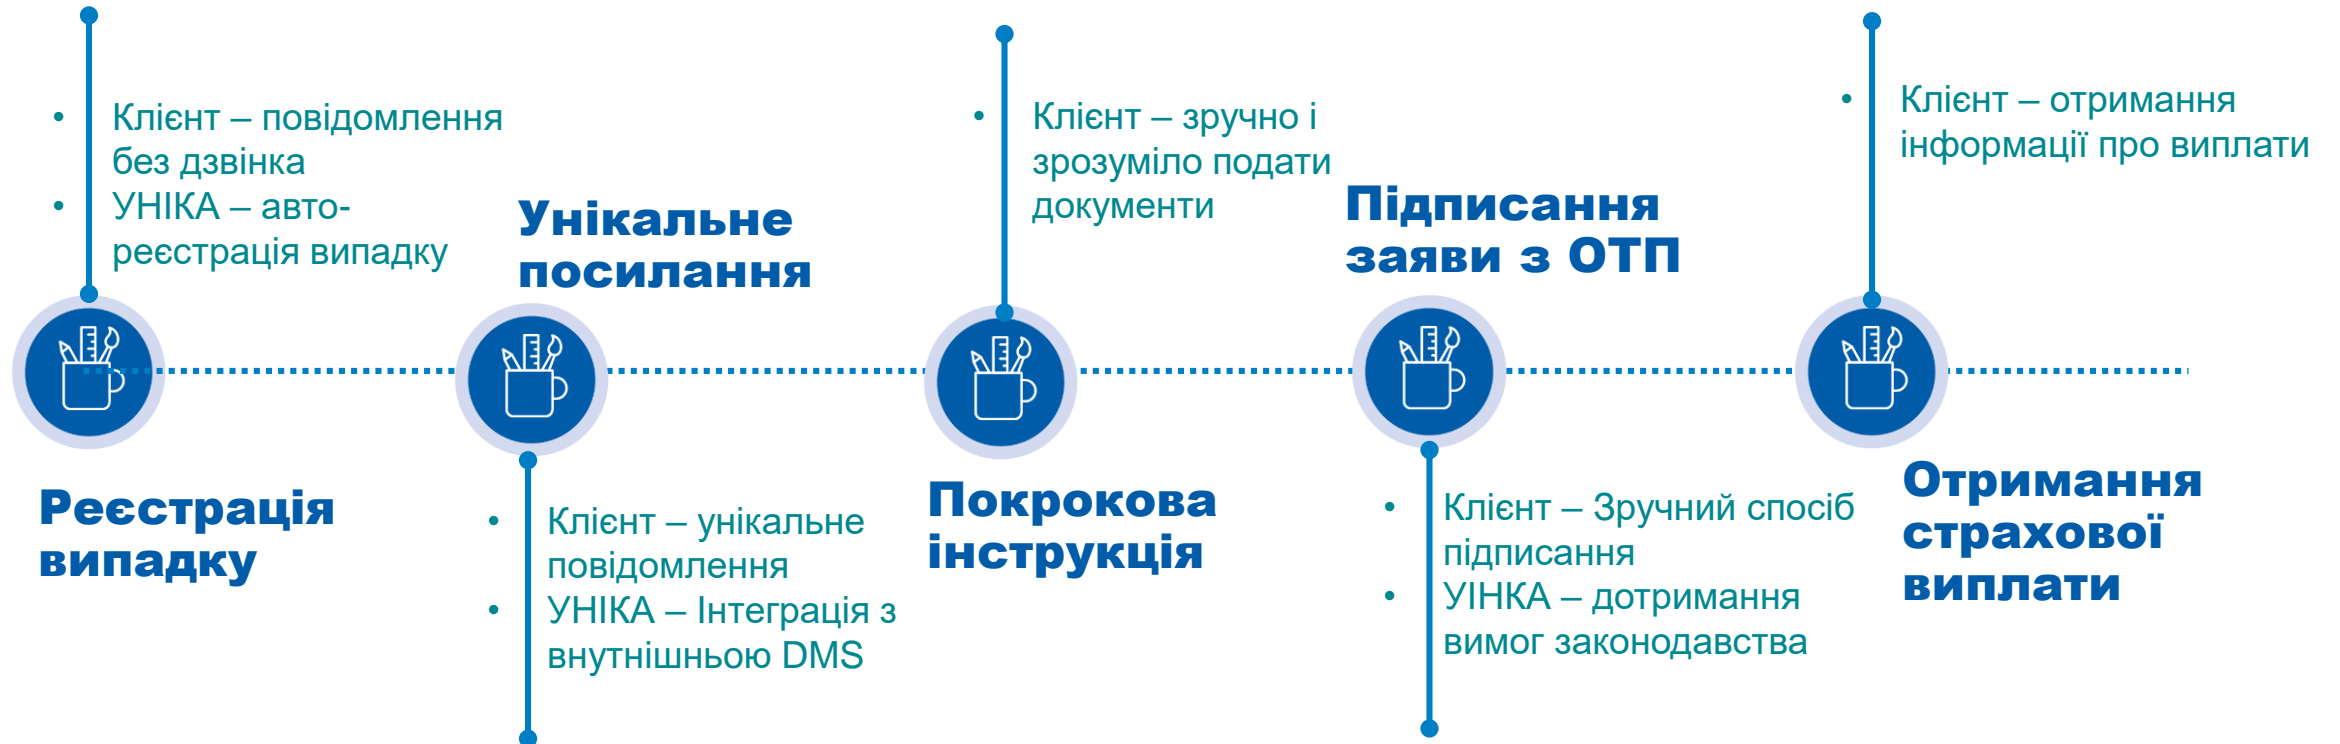 • Клієнт – повідомлення
без дзвінка
• УНІКА – авто-
реєстрація випадку
Реєстрація
випадку
Унікальне
посилання
• Клієнт – унікальне
повідомлення
• УНІКА – Інтеграція з
внутнішньою DMS
• Клієнт – зручно і
зрозуміло подати
документи
Покрокова
інструкція
Підписання
заяви з ОТП
• Клієнт – Зручний спосіб
підписання
• УІНКА – дотримання
вимог законодавства
• Клієнт – отримання
інформації про виплати
Отримання
страхової
виплати